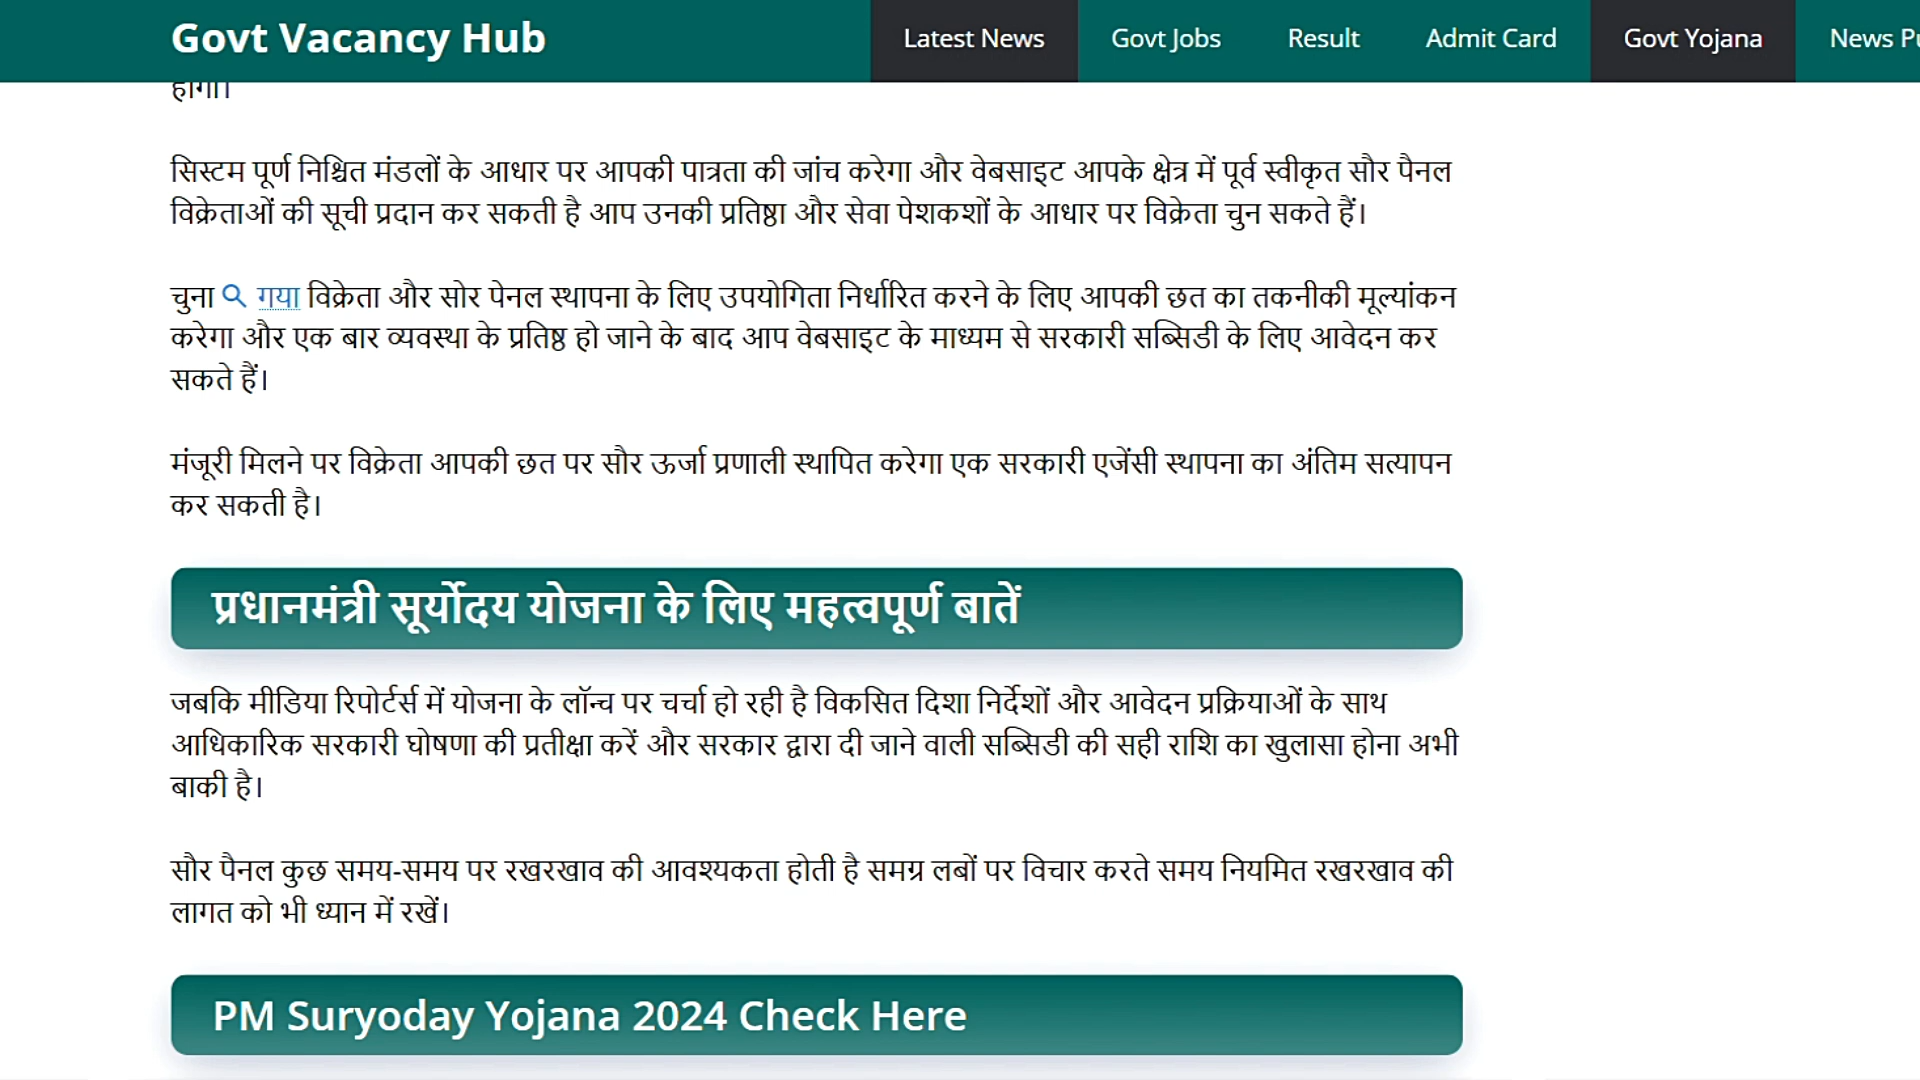 Govt Vacancy Hub
Latest News
Govt Jobs
Result
Admit Card
Govt Yojana
News
होगा।
सिस्टम पूर्ण निश्चित मंडलों के आधार पर आपकी पात्रता की जांच करेगा और वेबसाइट आपके क्षेत्र में पूर्व स्वीकृत सौर पैनल
विक्रेताओं की सूची प्रदान कर सकती है आप उनकी प्रतिष्ठा और सेवा पेशकशों के आधार पर विक्रेता चुन सकते हैं।
चुना गया विक्रेता और सोर पेनल स्थापना के लिए उपयोगिता निर्धारित करने के लिए आपकी छत का तकनीकी मूल्यांकन
करेगा और एक बार व्यवस्था के प्रतिष्ठ हो जाने के बाद आप वेबसाइट के माध्यम से सरकारी सब्सिडी के लिए आवेदन कर
सकते हैं।
मंजूरी मिलने पर विक्रेता आपकी छत पर सौर ऊर्जा प्रणाली स्थापित करेगा एक सरकारी एजेंसी स्थापना का अंतिम सत्यापन
कर सकती है।
प्रधानमंत्री सूर्योदय योजना के लिए महत्वपूर्ण बातें
जबकि मीडिया रिपोर्टर्स में योजना के लॉन्च पर चर्चा हो रही है विकसित दिशा निर्देशों और आवेदन प्रक्रियाओं के साथ
आधिकारिक सरकारी घोषणा की प्रतीक्षा करें और सरकार द्वारा दी जाने वाली सब्सिडी की सही राशि का खुलासा होना अभी
बाकी है।
सौर पैनल कुछ समय-समय पर रखरखाव की आवश्यकता होती है समग्र लबों पर विचार करते समय नियमित रखरखाव की
लागत को भी ध्यान में रखें।
PM Suryoday Yojana 2024 Check Here